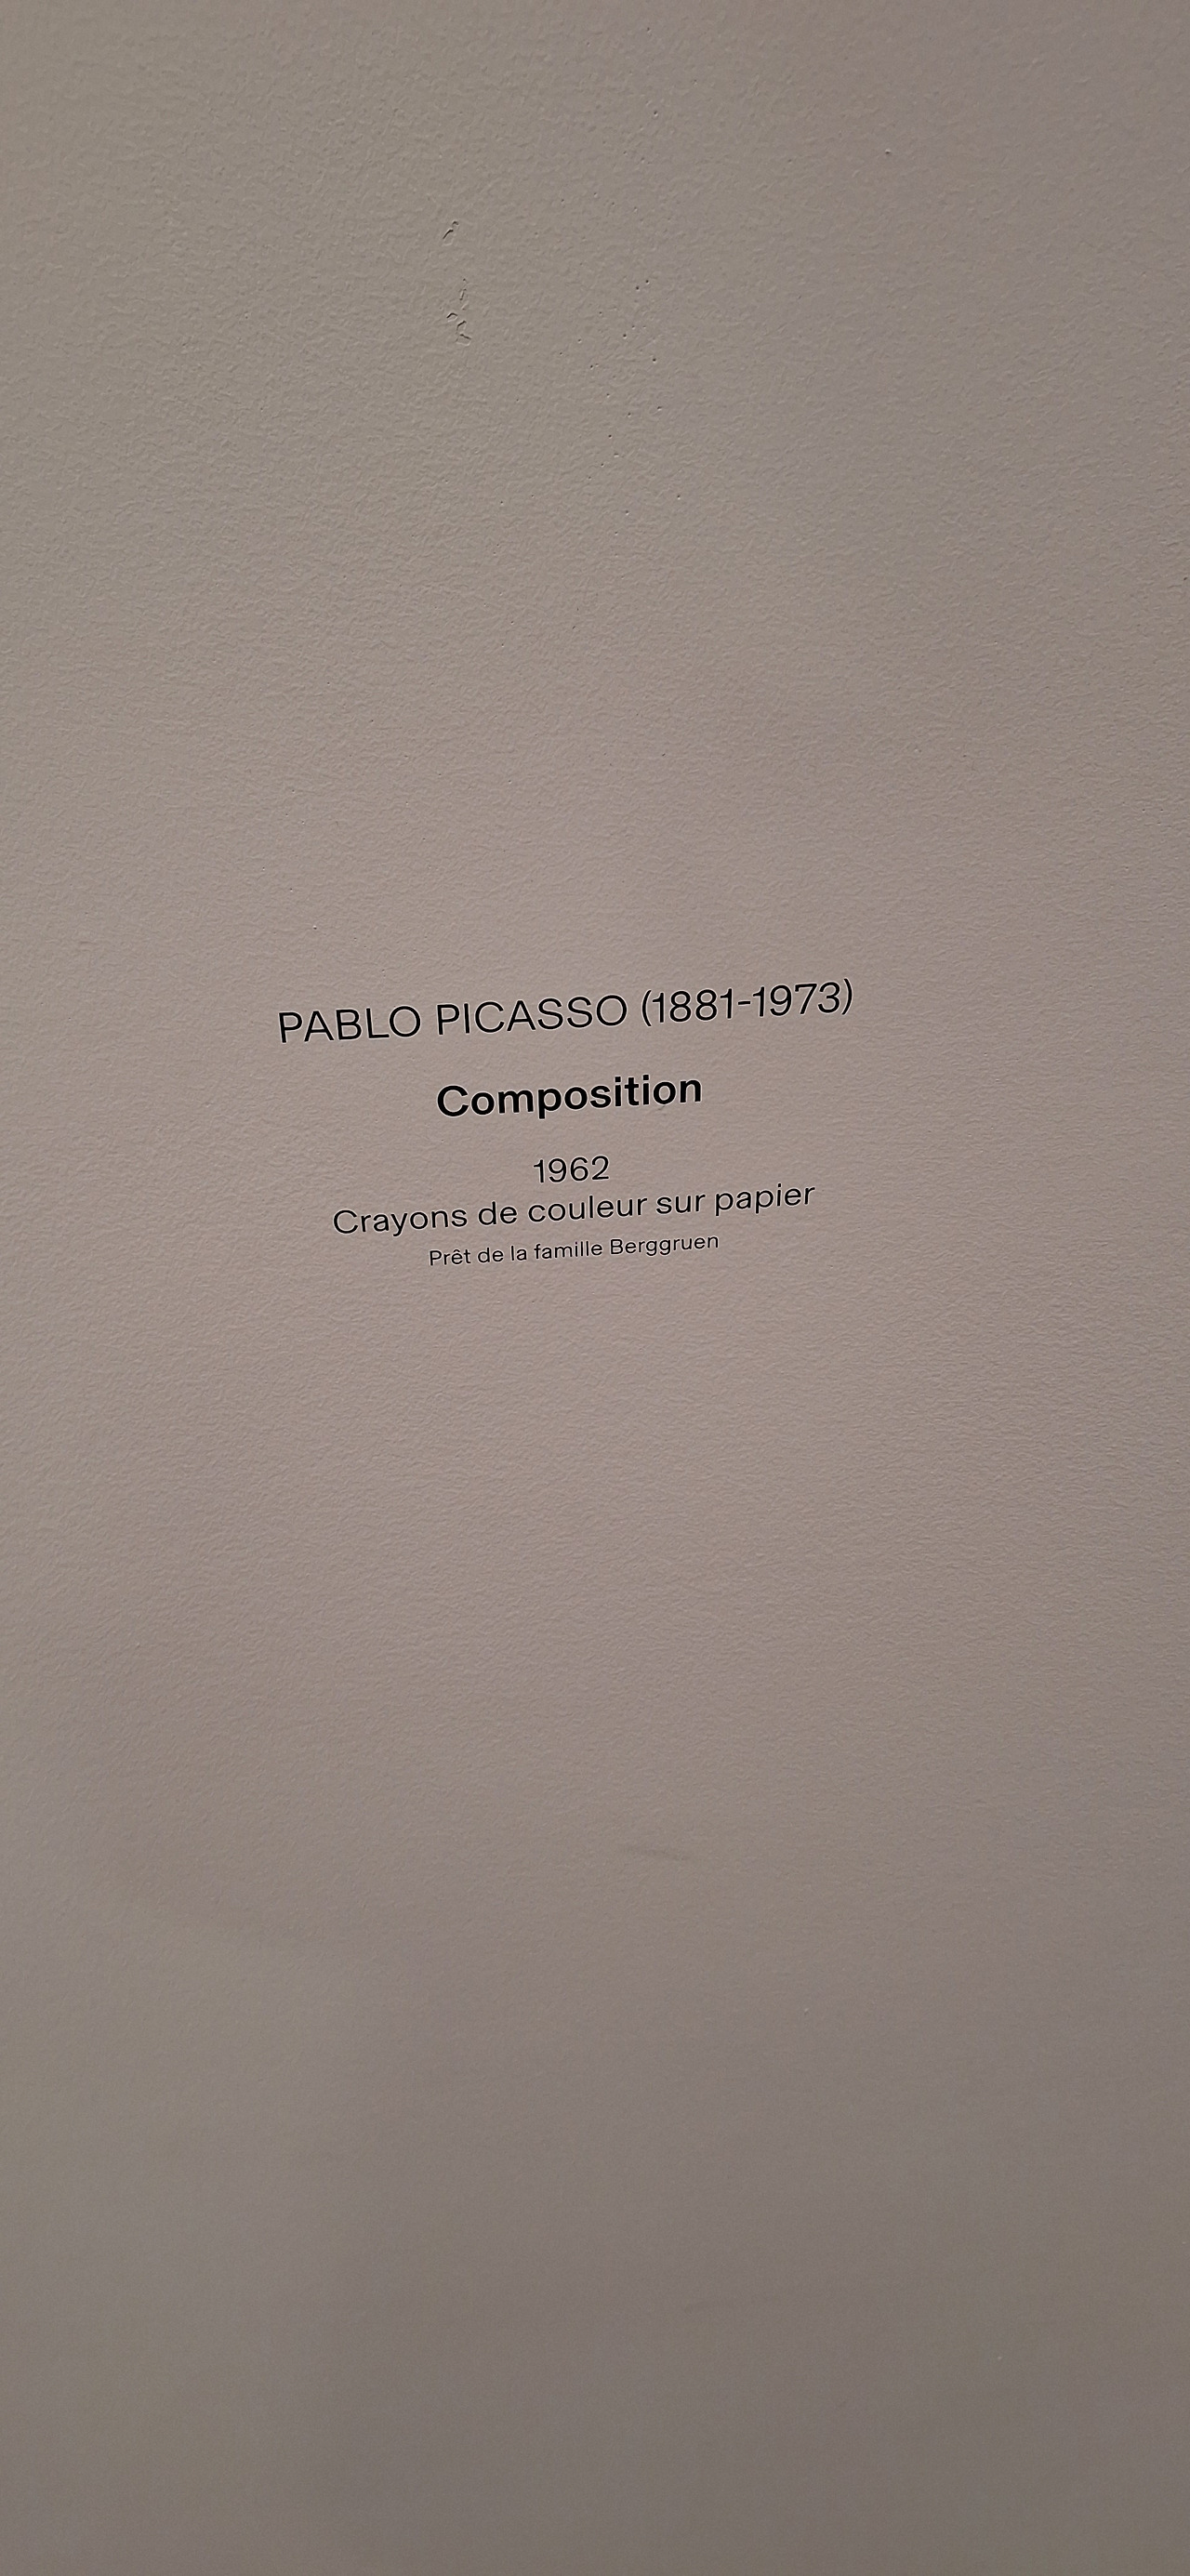 PABLO PICASSO (1881-1973)
Composition
1962
Crayons de couleur sur papier
Prêt de la famille Berggruen